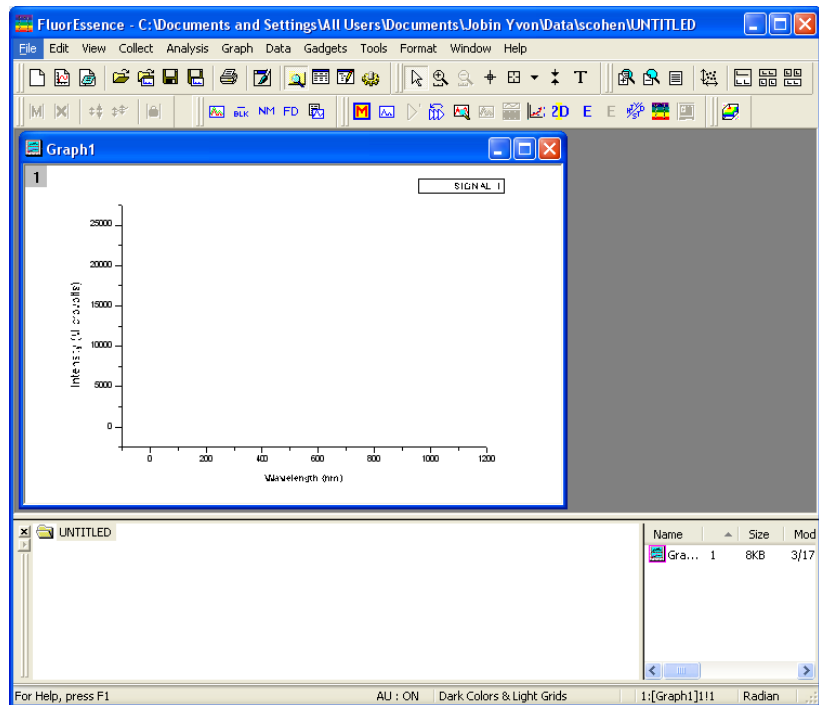 FluorEssence - C:\Documents and Settings\All Users\Documents\Jobin Yvon\Data\scohen\UNTITLED
File Edit View Collect Analysis Graph Data Gadgets Tools Format Window Help
T
M X BLK NM FD M 2D E E
Graph1
1
SIGNAL 1
25000
20000
15000
10000
5000
0
Intensity
0 200 400 600 800 1000 1200
Wavelength (nm)
UNTITLED
Name Size Mod
Gra... 1 8KB 3/17
For Help, press F1 AU : ON Dark Colors & Light Grids 1:[Graph1]1!1 Radian